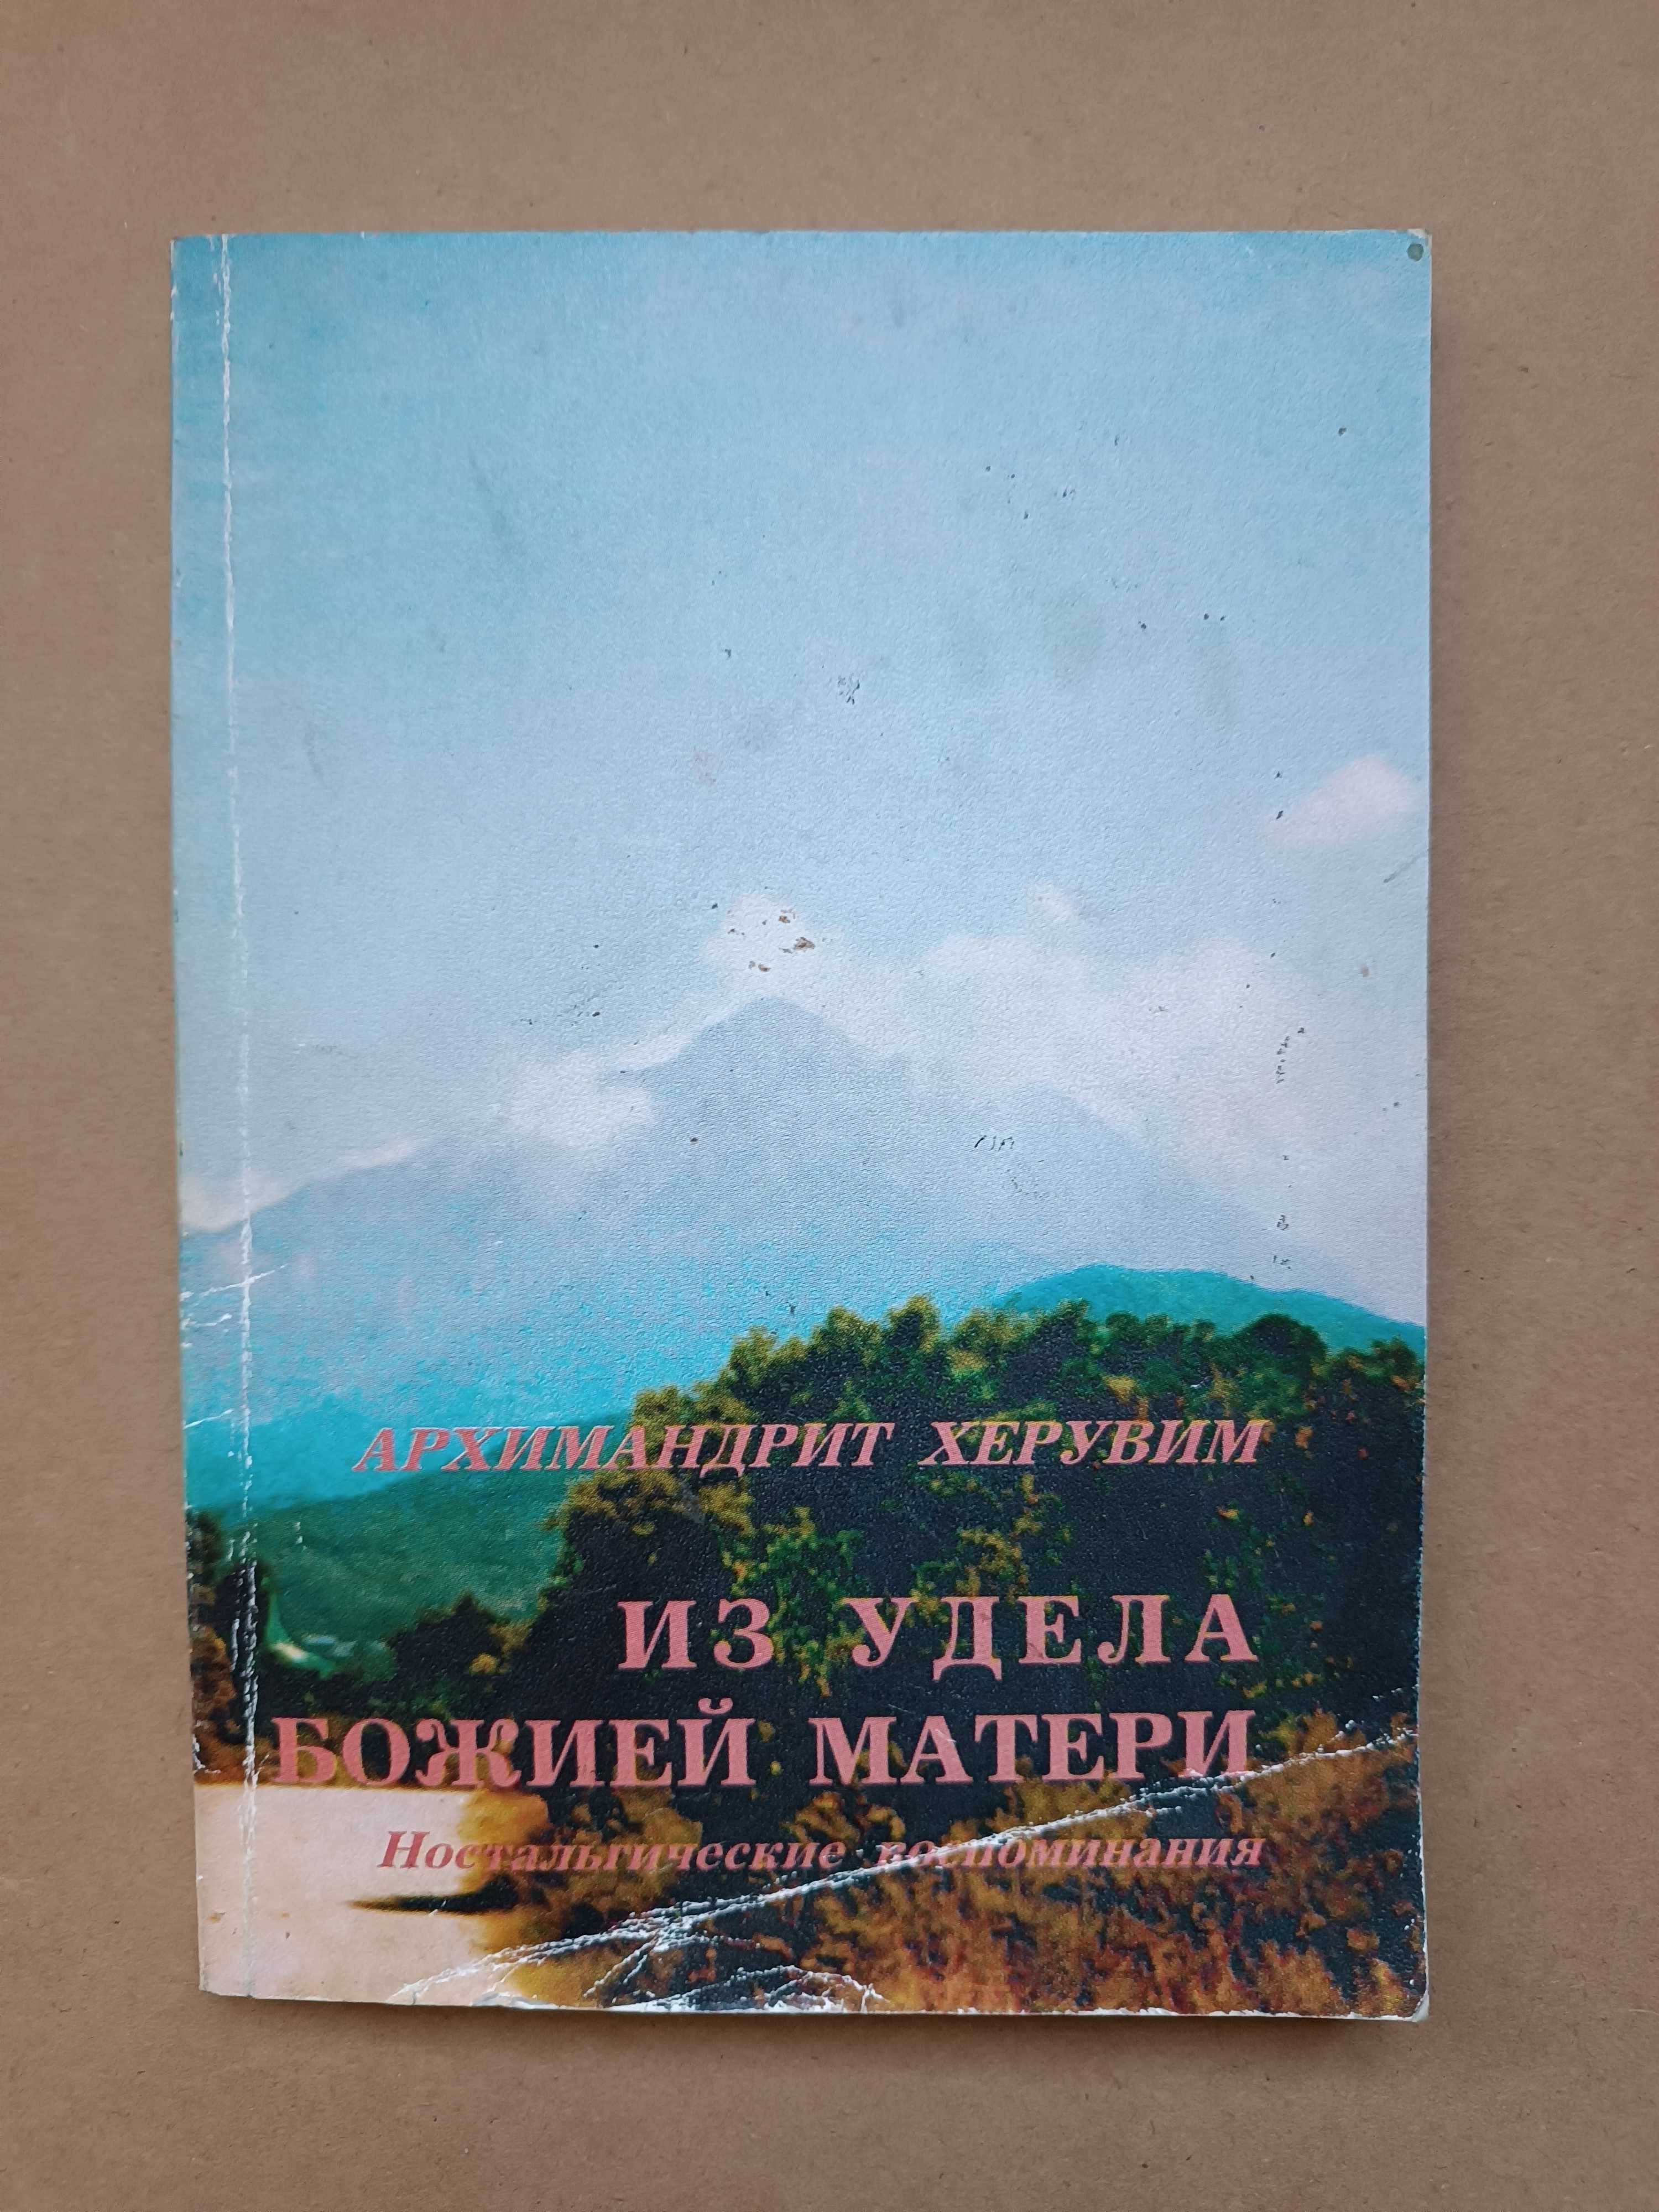 АРХИМАНДРИТ ХЕРУВИМ
ИЗ УДЕЛА
БОЖИЕЙ МАТЕРИ
Ностальгические воспоминания